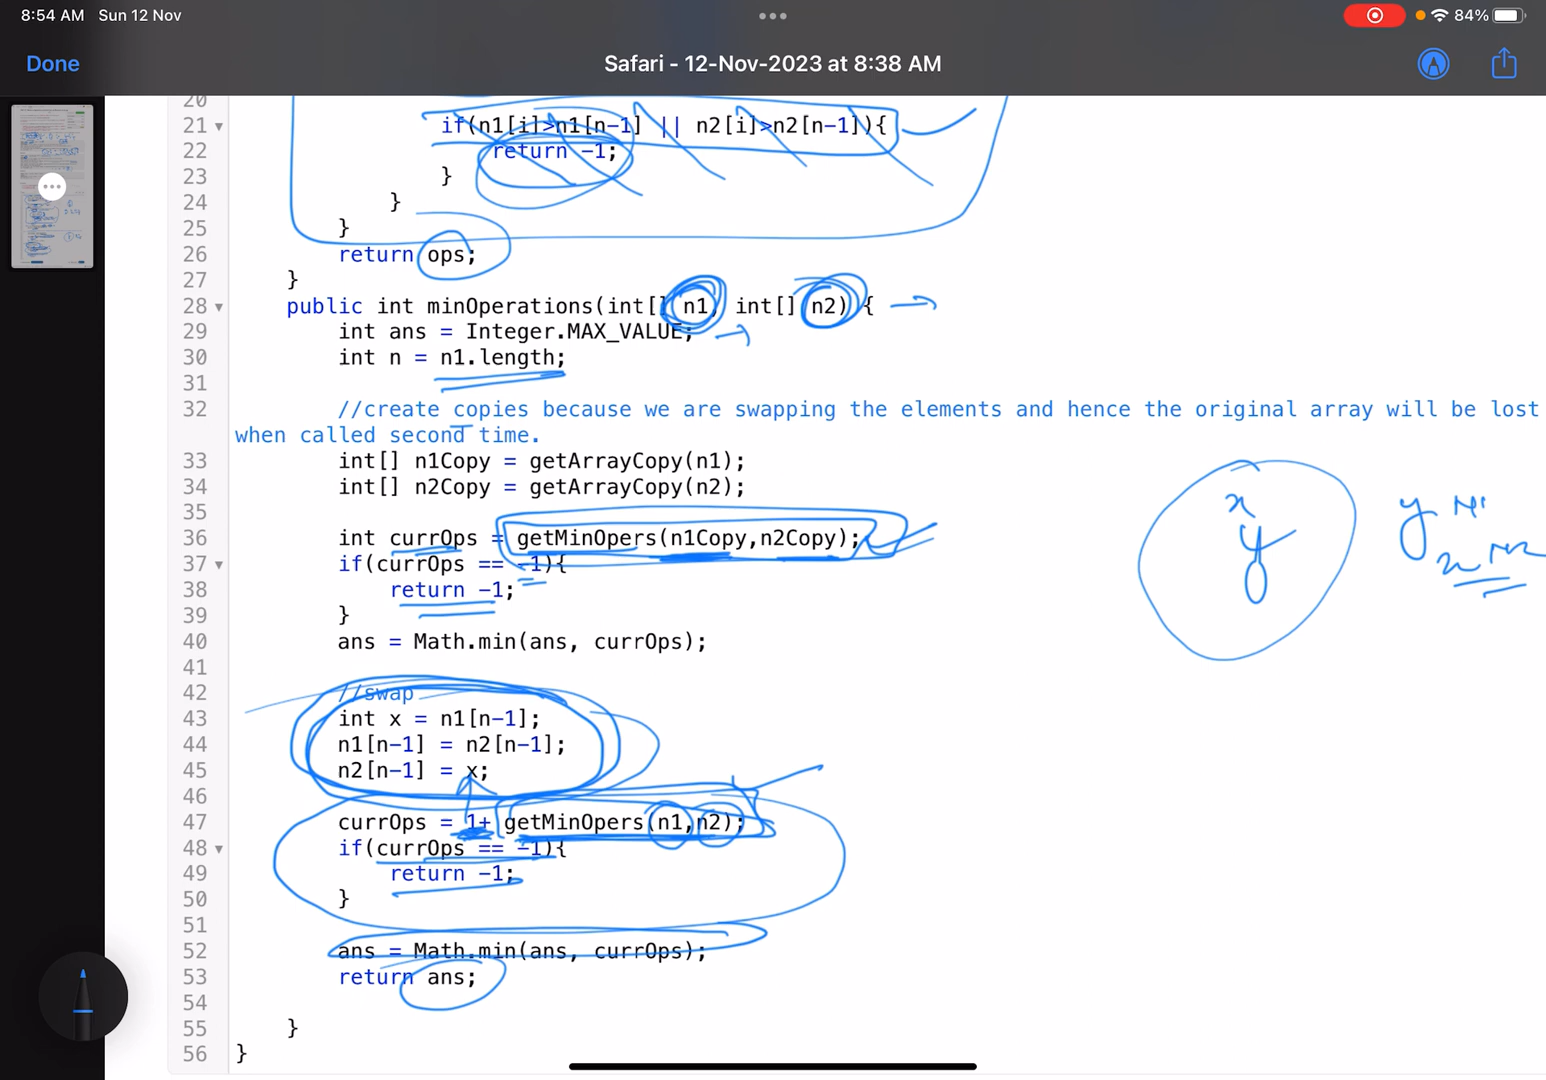 8:54 AM Sun 12 Nov
84%
Done
Safari - 12-Nov-2023 at 8:38 AM
20
21 if(n1[i]>n1[n-1] || n2[i]>n2[n-1]){
22 return -1;
23 }
24 }
25 }
26 return ops;
27 }
28 public int minOperations(int[] n1, int[] n2) {
29 int ans = Integer.MAX_VALUE;
30 int n = n1.length;
31
32 //create copies because we are swapping the elements and hence the original array will be lost
when called second time.
33 int[] n1Copy = getArrayCopy(n1);
34 int[] n2Copy = getArrayCopy(n2);
35
36 int currOps = getMinOpers(n1Copy,n2Copy);
37 if(currOps == -1){
38 return -1;
39 }
40 ans = Math.min(ans, currOps);
41
42 //swap
43 int x = n1[n-1];
44 n1[n-1] = n2[n-1];
45 n2[n-1] = x;
46
47 currOps = 1+ getMinOpers(n1,n2);
48 if(currOps == -1){
49 return -1;
50 }
51
52 ans = Math.min(ans, currOps);
53 return ans;
54
55 }
56 }
x
y
y